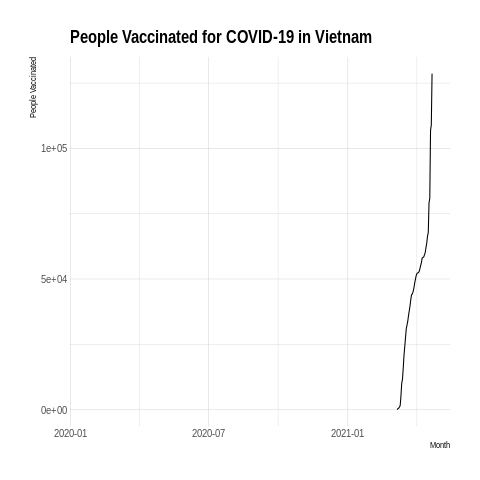 People Vaccinated for COVID-19 in Vietnam
People Vaccinated
1e+05
5e+04
0e+00
2020-01 2020-07 2021-01
Month